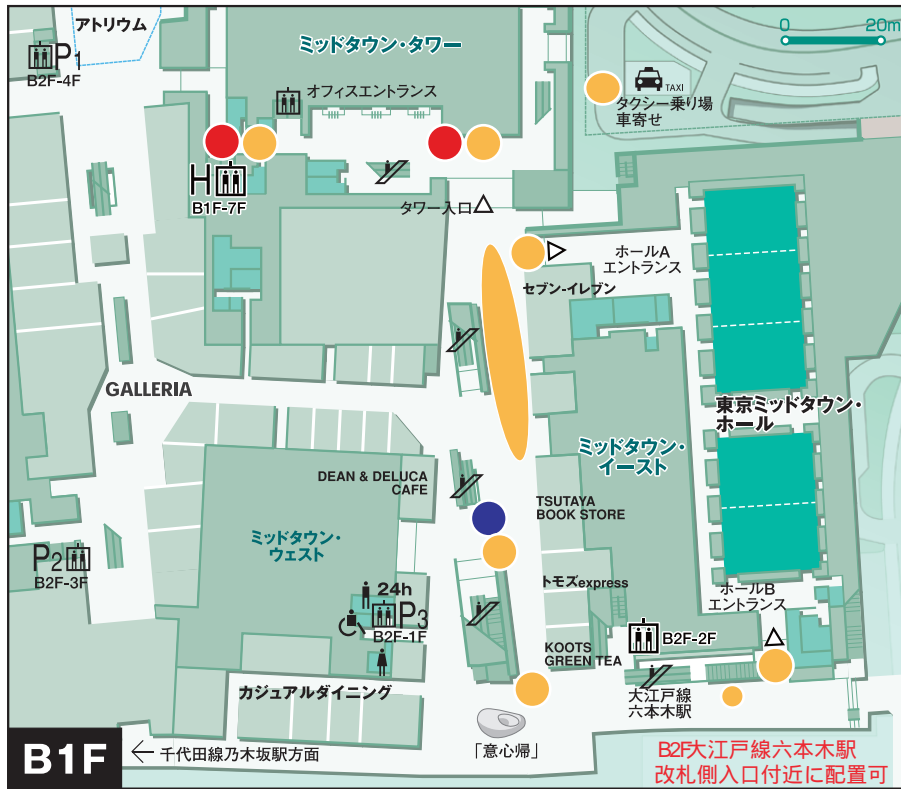 アトリウム
P1
B2F-4F
ミッドタウン・タワー
0 20m
オフィスエントランス
TAXI
タクシー乗り場
車寄せ
H
B1F-7F
タワー入口
ホールA
エントランス
セブン-イレブン
GALLERIA
東京ミッドタウン・
ホール
ミッドタウン・
イースト
DEAN & DELUCA
CAFE
TSUTAYA
BOOK STORE
ミッドタウン・
ウェスト
P2
B2F-3F
トモズexpress
24h
P3
B2F-1F
ホールB
エントランス
B2F-2F
KOOTS
GREEN TEA
カジュアルダイニング
大江戸線
六本木駅
「意心帰」
B1F
千代田線乃木坂駅方面
B2F大江戸線六本木駅
改札側入口付近に配置可